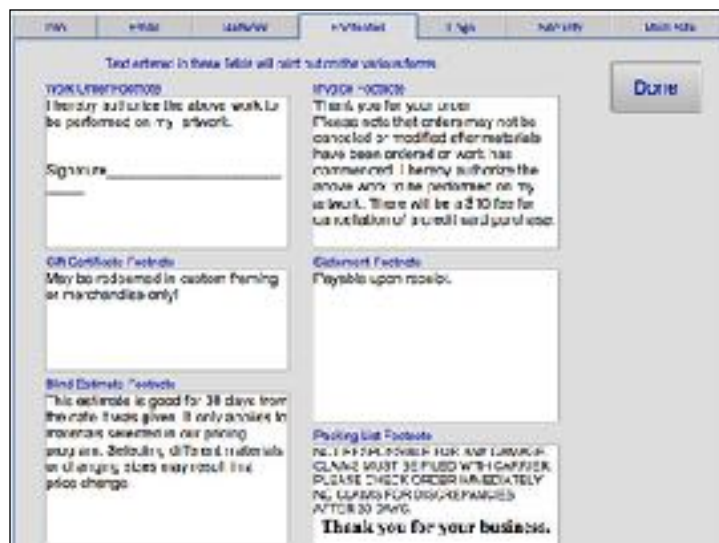 Footnotes
Text entered in these fields will print out on the various forms
Done
Work Order Footnote
I hereby authorize the above work to
be performed on my artwork.
Signature
Invoice Footnote
Thank you for your order
Please note that orders may not be
canceled or modified after materials
have been ordered or work has
commenced. I hereby authorize the
above work to be performed on my
artwork. There will be a $10 fee for
cancellation of a credit card purchase.
Gift Certificate Footnote
May be redeemed in custom framing
or merchandise only!
Statement Footnote
Payable upon receipt.
Blind Estimate Footnote
This estimate is good for 30 days from
the date it was given. It only applies to
materials selected in our pricing
program. Selecting different materials
or changing sizes may result in a
price change.
Packing List Footnote
NOT RESPONSIBLE FOR ANY DAMAGE.
CLAIMS MUST BE FILED WITH CARRIER.
PLEASE CHECK ORDER IMMEDIATELY
NO CLAIMS FOR DISCREPANCIES
AFTER 30 DAYS.
Thank you for your business.